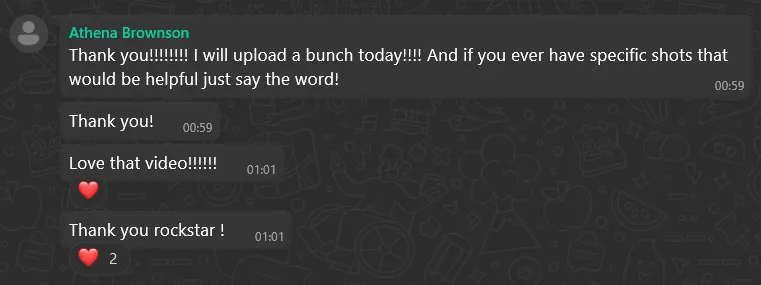 Athena Brownson
Thank you!!!!!!!! I will upload a bunch today!!!! And if you ever have specific shots that
would be helpful just say the word!
00:59
Thank you!
00:59
Love that video!!!!!!
01:01
❤️
Thank you rockstar !
01:01
❤️ 2